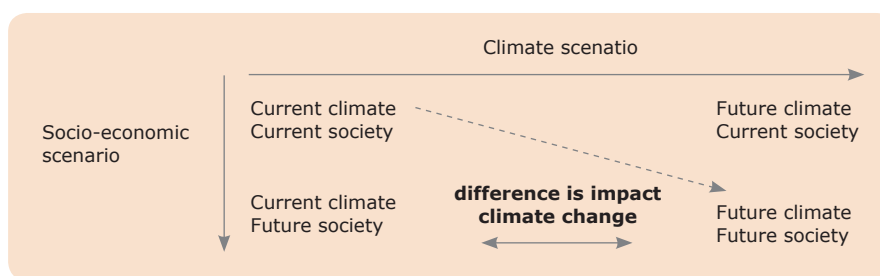 Climate scenatio
Socio-economic
scenario
Current climate
Current society
Future climate
Current society
Current climate
Future society
difference is impact
climate change
Future climate
Future society